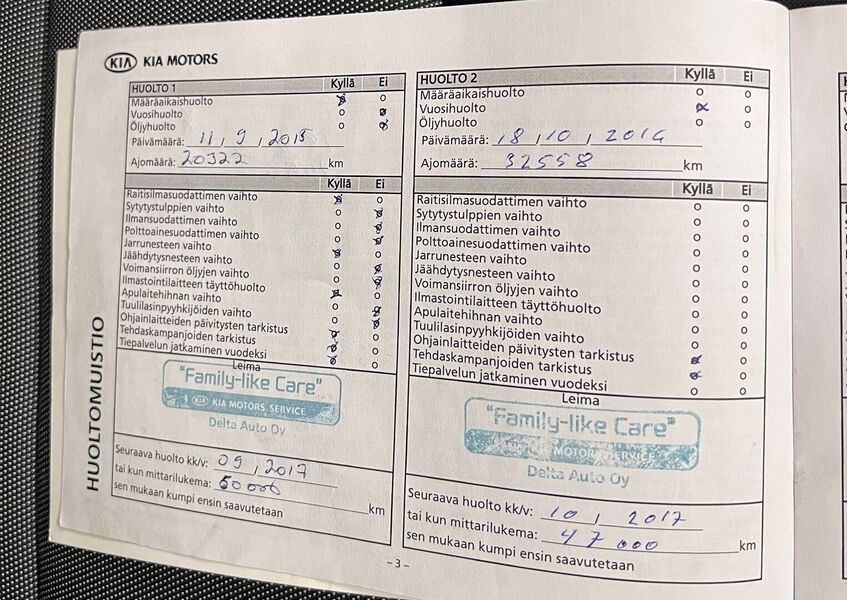 KIA KIA MOTORS
HUOLTO 1 Kyllä Ei
Määräaikaishuolto
Vuosihuolto
Öljyhuolto
Päivämäärä: 11, 9, 2015
Ajomäärä: 20322 km
Kyllä Ei
Raitisilmasuodattimen vaihto
Sytytystulppien vaihto
Ilmansuodattimen vaihto
Polttoainesuodattimen vaihto
Jarrunesteen vaihto
Jäähdytysnesteen vaihto
Voimansiirron öljyjen vaihto
Ilmastointilaitteen täyttöhuolto
Apulaitehihnan vaihto
Tuulilasinpyyhkijöiden vaihto
Ohjainlaitteiden päivitysten tarkistus
Tehdaskampanjoiden tarkistus
Tiepalvelun jatkaminen vuodeksi
Leima
"Family-like Care"
KIA MOTORS SERVICE
Delta Auto Oy
Seuraava huolto kk/v: 09, 2017
tai kun mittarilukema: 50000
sen mukaan kumpi ensin saavutetaan km
HUOLTO 2 Kyllä Ei
Määräaikaishuolto
Vuosihuolto
Öljyhuolto
Päivämäärä: 18, 10, 2016
Ajomäärä: 32558 km
Kyllä Ei
Raitisilmasuodattimen vaihto
Sytytystulppien vaihto
Ilmansuodattimen vaihto
Polttoainesuodattimen vaihto
Jarrunesteen vaihto
Jäähdytysnesteen vaihto
Voimansiirron öljyjen vaihto
Ilmastointilaitteen täyttöhuolto
Apulaitehihnan vaihto
Tuulilasinpyyhkijöiden vaihto
Ohjainlaitteiden päivitysten tarkistus
Tehdaskampanjoiden tarkistus
Tiepalvelun jatkaminen vuodeksi
Leima
"Family-like Care"
MOTORS SERVICE
Delta Auto Oy
Seuraava huolto kk/v: 10, 2017
tai kun mittarilukema: 47 000 km
sen mukaan kumpi ensin saavutetaan
HUOLTOMUISTIO
- 3 -